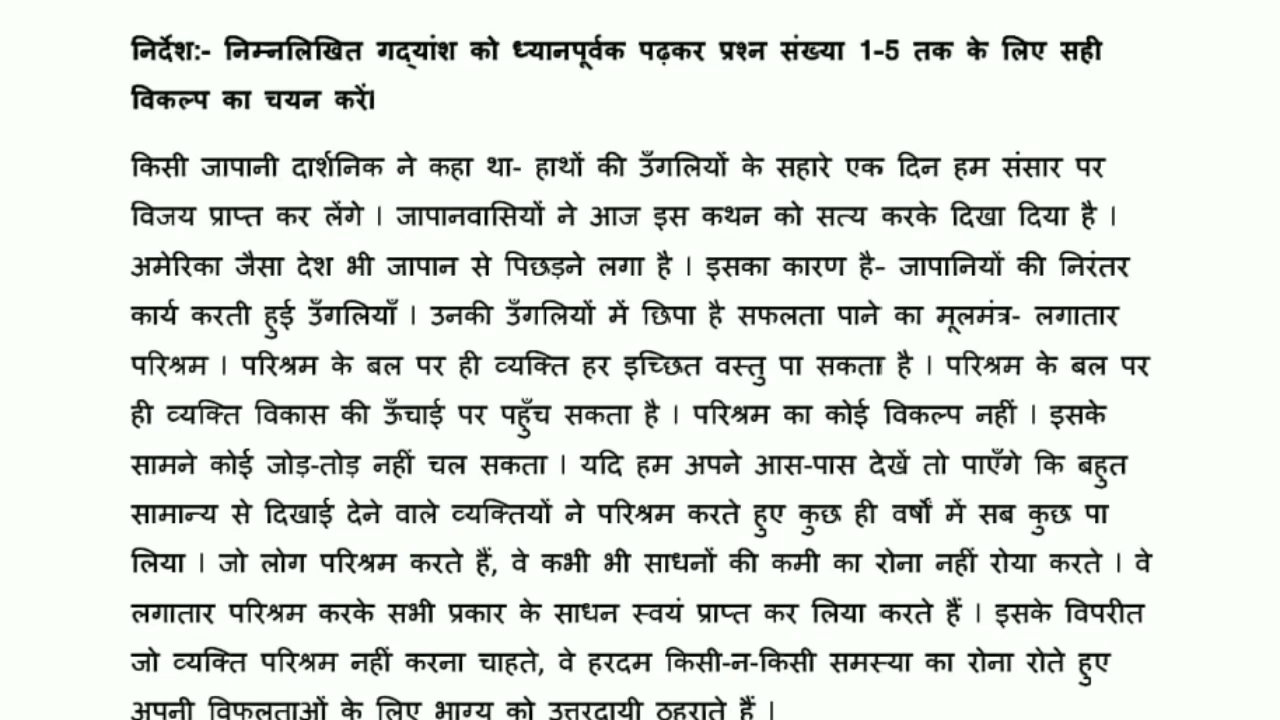 निर्देश:- निम्नलिखित गद्यांश को ध्यानपूर्वक पढ़कर प्रश्न संख्या 1-5 तक के लिए सही
विकल्प का चयन करें।
किसी जापानी दार्शनिक ने कहा था- हाथों की उँगलियों के सहारे एक दिन हम संसार पर
विजय प्राप्त कर लेंगे । जापानवासियों ने आज इस कथन को सत्य करके दिखा दिया है ।
अमेरिका जैसा देश भी जापान से पिछड़ने लगा है । इसका कारण है- जापानियों की निरंतर
कार्य करती हुई उँगलियाँ । उनकी उँगलियों में छिपा है सफलता पाने का मूलमंत्र- लगातार
परिश्रम । परिश्रम के बल पर ही व्यक्ति हर इच्छित वस्तु पा सकता है । परिश्रम के बल पर
ही व्यक्ति विकास की ऊँचाई पर पहुँच सकता है । परिश्रम का कोई विकल्प नहीं । इसके
सामने कोई जोड़-तोड़ नहीं चल सकता । यदि हम अपने आस-पास देखें तो पाएँगे कि बहुत
सामान्य से दिखाई देने वाले व्यक्तियों ने परिश्रम करते हुए कुछ ही वर्षों में सब कुछ पा
लिया । जो लोग परिश्रम करते हैं, वे कभी भी साधनों की कमी का रोना नहीं रोया करते । वे
लगातार परिश्रम करके सभी प्रकार के साधन स्वयं प्राप्त कर लिया करते हैं । इसके विपरीत
जो व्यक्ति परिश्रम नहीं करना चाहते, वे हरदम किसी-न-किसी समस्या का रोना रोते हुए
अपनी विफलताओं के लिए भाग्य को उत्तरदायी ठहराते हैं ।